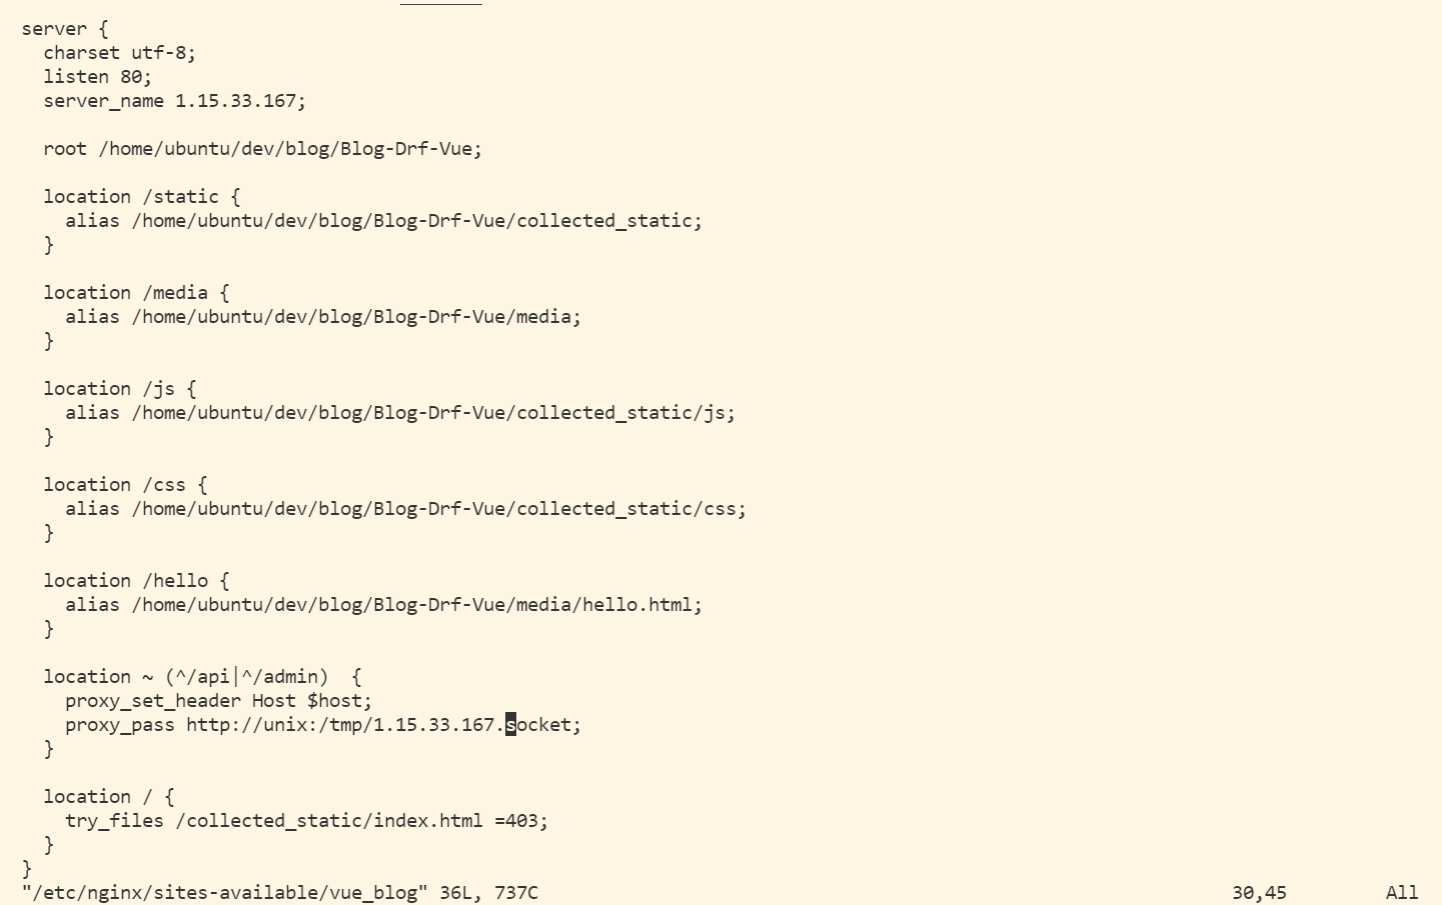 server {
  charset utf-8;
  listen 80;
  server_name 1.15.33.167;

  root /home/ubuntu/dev/blog/Blog-Drf-Vue;

  location /static {
    alias /home/ubuntu/dev/blog/Blog-Drf-Vue/collected_static;
  }

  location /media {
    alias /home/ubuntu/dev/blog/Blog-Drf-Vue/media;
  }

  location /js {
    alias /home/ubuntu/dev/blog/Blog-Drf-Vue/collected_static/js;
  }

  location /css {
    alias /home/ubuntu/dev/blog/Blog-Drf-Vue/collected_static/css;
  }

  location /hello {
    alias /home/ubuntu/dev/blog/Blog-Drf-Vue/media/hello.html;
  }

  location ~ (^/api|^/admin)  {
    proxy_set_header Host $host;
    proxy_pass http://unix:/tmp/1.15.33.167.socket;
  }

  location / {
    try_files /collected_static/index.html =403;
  }
}
"/etc/nginx/sites-available/vue_blog" 36L, 737C 30,45 All